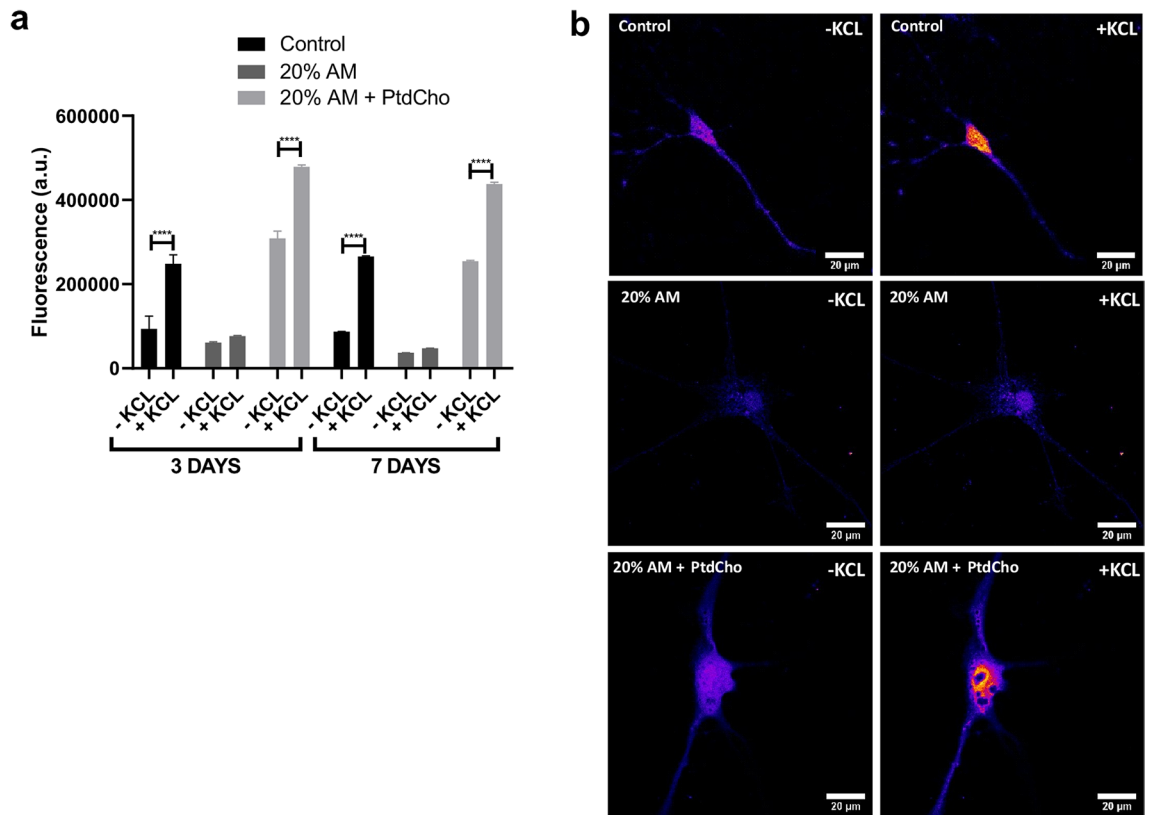 a
Control
20% AM
20% AM + PtdCho
Fluorescence (a.u.)
600000
400000
200000
0
****
****
****
****
- KCL
+ KCL
- KCL
+ KCL
- KCL
+ KCL
- KCL
+ KCL
- KCL
+ KCL
- KCL
+ KCL
3 DAYS
7 DAYS
b
Control -KCL
20 µm
Control +KCL
20 µm
20% AM -KCL
20 µm
20% AM +KCL
20 µm
20% AM + PtdCho -KCL
20 µm
20% AM + PtdCho +KCL
20 µm